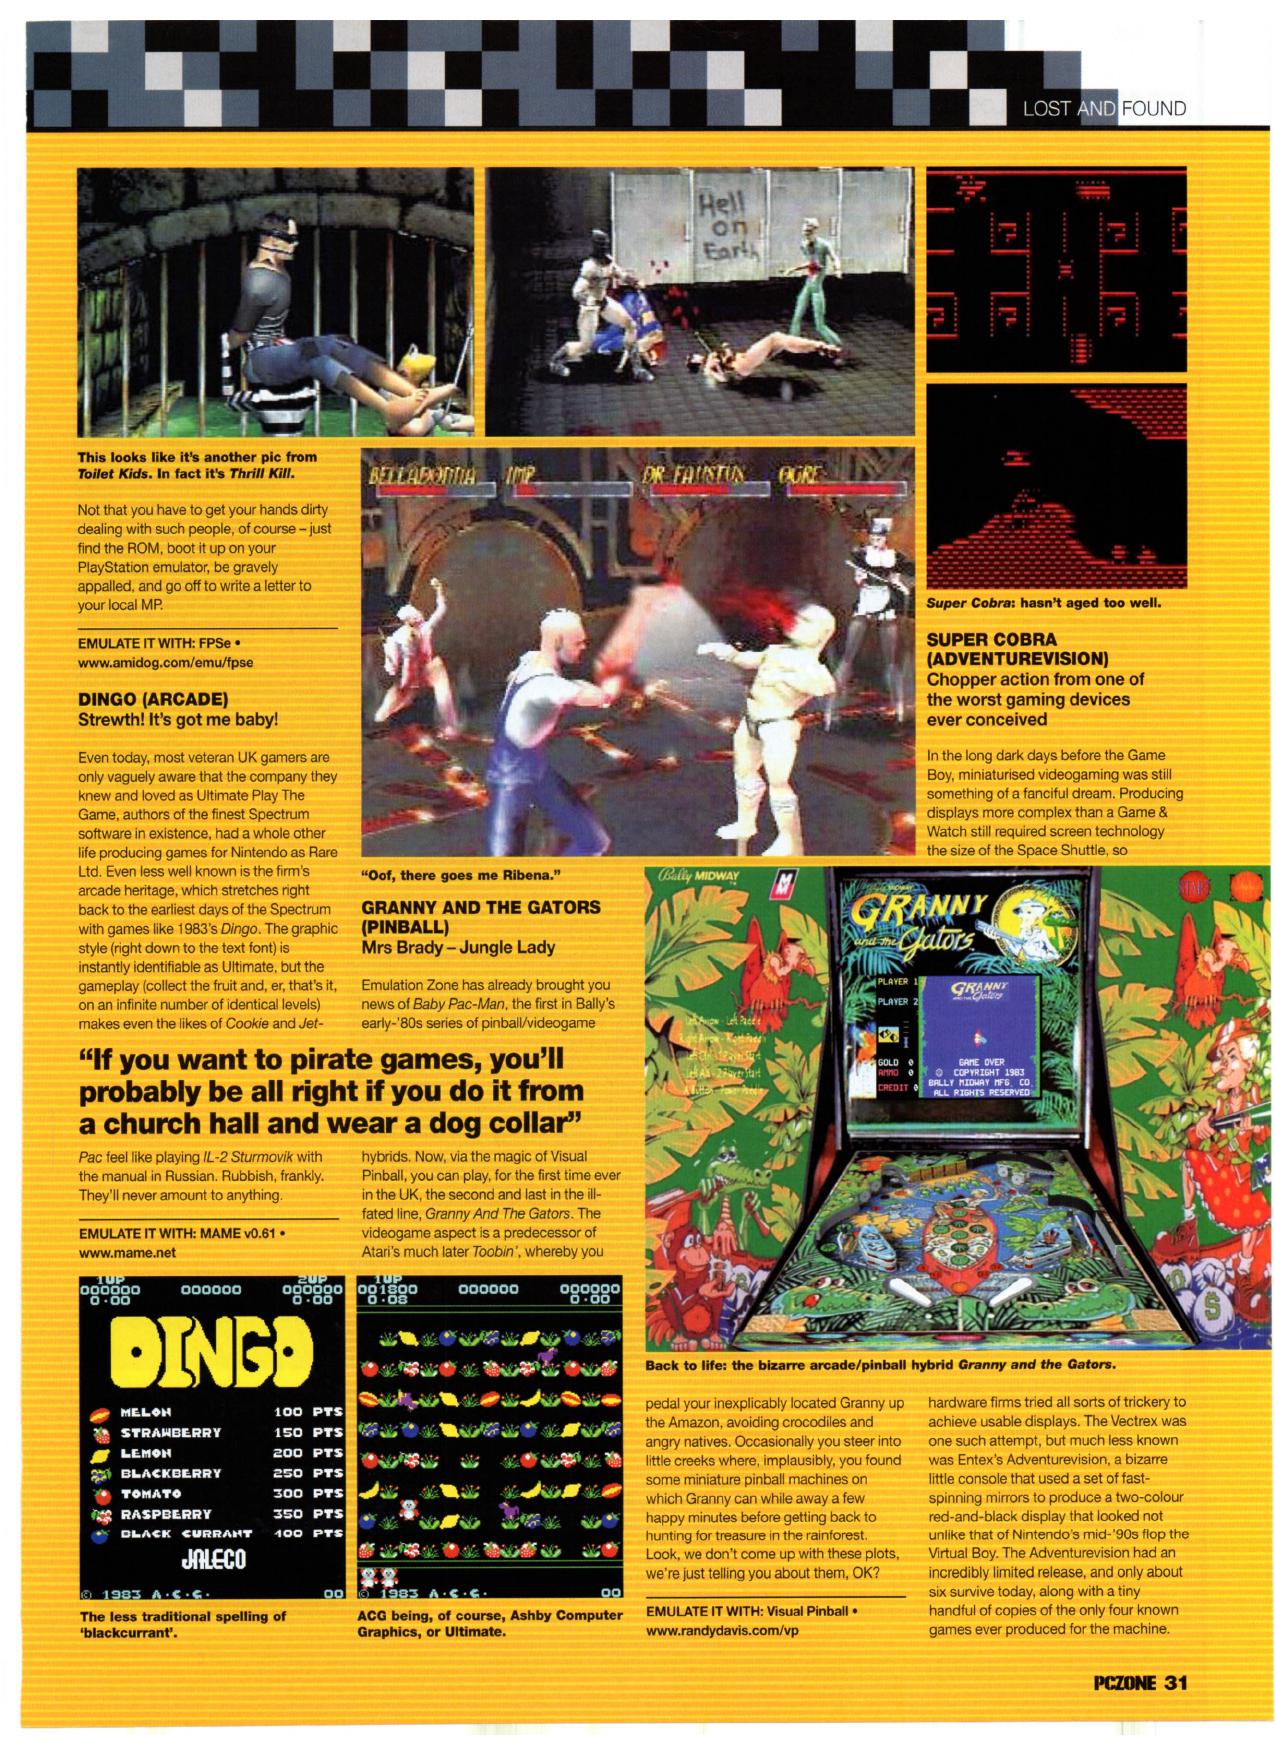 LOST AND FOUND
Hell
on
Earth
This looks like it's another pic from
Toilet Kids. In fact it's Thrill Kill.
Not that you have to get your hands dirty
dealing with such people, of course – just
find the ROM, boot it up on your
PlayStation emulator, be gravely
appalled, and go off to write a letter to
your local MP.
EMULATE IT WITH: FPSe •
www.amidog.com/emu/fpse
DINGO (ARCADE)
Strewth! It's got me baby!
Even today, most veteran UK gamers are
only vaguely aware that the company they
knew and loved as Ultimate Play The
Game, authors of the finest Spectrum
software in existence, had a whole other
life producing games for Nintendo as Rare
Ltd. Even less well known is the firm's
arcade heritage, which stretches right
back to the earliest days of the Spectrum
with games like 1983's Dingo. The graphic
style (right down to the text font) is
instantly identifiable as Ultimate, but the
gameplay (collect the fruit and, er, that's it,
on an infinite number of identical levels)
makes even the likes of Cookie and Jet-
"If you want to pirate games, you'll
probably be all right if you do it from
a church hall and wear a dog collar"
Pac feel like playing IL-2 Sturmovik with
the manual in Russian. Rubbish, frankly.
They'll never amount to anything.
EMULATE IT WITH: MAME v0.61 •
www.mame.net
1UP 2UP
000000 000000 000000
0·00 0·00
DINGO
MELON 100 PTS
STRAWBERRY 150 PTS
LEMON 200 PTS
BLACKBERRY 250 PTS
TOMATO 300 PTS
RASPBERRY 350 PTS
BLACK CURRANT 400 PTS
JALECO
© 1983 A.C.G. 00
The less traditional spelling of
'blackcurrant'.
1UP
001800 000000 000000
0·08 0·00
© 1983 A.C.G. 00
ACG being, of course, Ashby Computer
Graphics, or Ultimate.
BELLADONNA IMP DR FAUSTUS OGRE
"Oof, there goes me Ribena."
GRANNY AND THE GATORS
(PINBALL)
Mrs Brady – Jungle Lady
Emulation Zone has already brought you
news of Baby Pac-Man, the first in Bally's
early-'80s series of pinball/videogame
hybrids. Now, via the magic of Visual
Pinball, you can play, for the first time ever
in the UK, the second and last in the ill-
fated line, Granny And The Gators. The
videogame aspect is a predecessor of
Atari's much later Toobin', whereby you
Bally MIDWAY
START
GRANNY
and the Gators
PLAYER 1
PLAYER 2
GOLD 0
AMMO 0
CREDIT 0
GRANNY
AND THE Gators
GAME OVER
© COPYRIGHT 1983
BALLY MIDWAY MFG. CO.
ALL RIGHTS RESERVED
Left Arrow - Left Paddle
Right Arrow - Right Paddle
Left Ctrl - 1 Player Start
Left Alt - 2 Player Start
A Button - Power Paddle
$
Back to life: the bizarre arcade/pinball hybrid Granny and the Gators.
pedal your inexplicably located Granny up
the Amazon, avoiding crocodiles and
angry natives. Occasionally you steer into
little creeks where, implausibly, you found
some miniature pinball machines on
which Granny can while away a few
happy minutes before getting back to
hunting for treasure in the rainforest.
Look, we don't come up with these plots,
we're just telling you about them, OK?
EMULATE IT WITH: Visual Pinball •
www.randydavis.com/vp
Super Cobra: hasn't aged too well.
SUPER COBRA
(ADVENTUREVISION)
Chopper action from one of
the worst gaming devices
ever conceived
In the long dark days before the Game
Boy, miniaturised videogaming was still
something of a fanciful dream. Producing
displays more complex than a Game &
Watch still required screen technology
the size of the Space Shuttle, so
hardware firms tried all sorts of trickery to
achieve usable displays. The Vectrex was
one such attempt, but much less known
was Entex's Adventurevision, a bizarre
little console that used a set of fast-
spinning mirrors to produce a two-colour
red-and-black display that looked not
unlike that of Nintendo's mid-'90s flop the
Virtual Boy. The Adventurevision had an
incredibly limited release, and only about
six survive today, along with a tiny
handful of copies of the only four known
games ever produced for the machine.
PCZONE 31